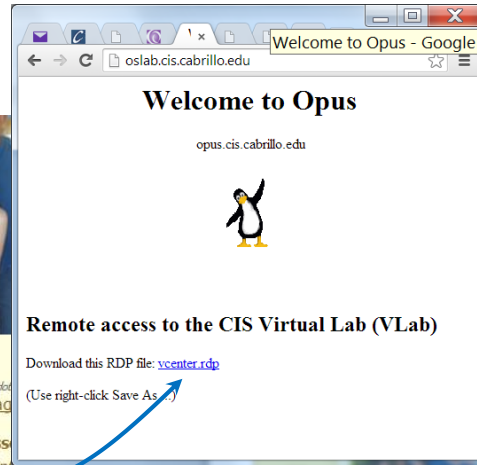 Welcome to Opus - Google
oslab.cis.cabrillo.edu
Welcome to Opus
opus.cis.cabrillo.edu
Remote access to the CIS Virtual Lab (VLab)
Download this RDP file: vcenter.rdp
(Use right-click Save As...)